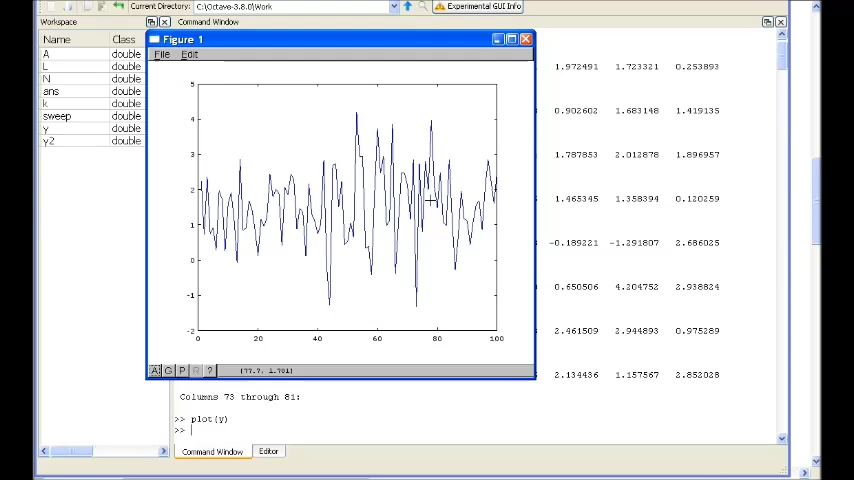 Current Directory: C:\Octave-3.8.0\Work
Experimental GUI Info
Workspace
Command Window
Name Class
A double
L double
N double
ans double
k double
sweep double
y double
y2 double
Figure 1
File Edit
5
4
3
2
1
0
-1
-2
0 20 40 60 80 100
A G P R ?
[77.7, 1.701]
1.972491 1.723321 0.253893
0.902602 1.683148 1.419135
1.787853 2.012878 1.896957
1.465345 1.358394 0.120259
-0.189221 -1.291807 2.686025
0.650506 4.204752 2.938824
2.461509 2.944893 0.975289
2.134436 1.157567 2.852028
Columns 73 through 81:
>> plot(y)
>>
Command Window Editor